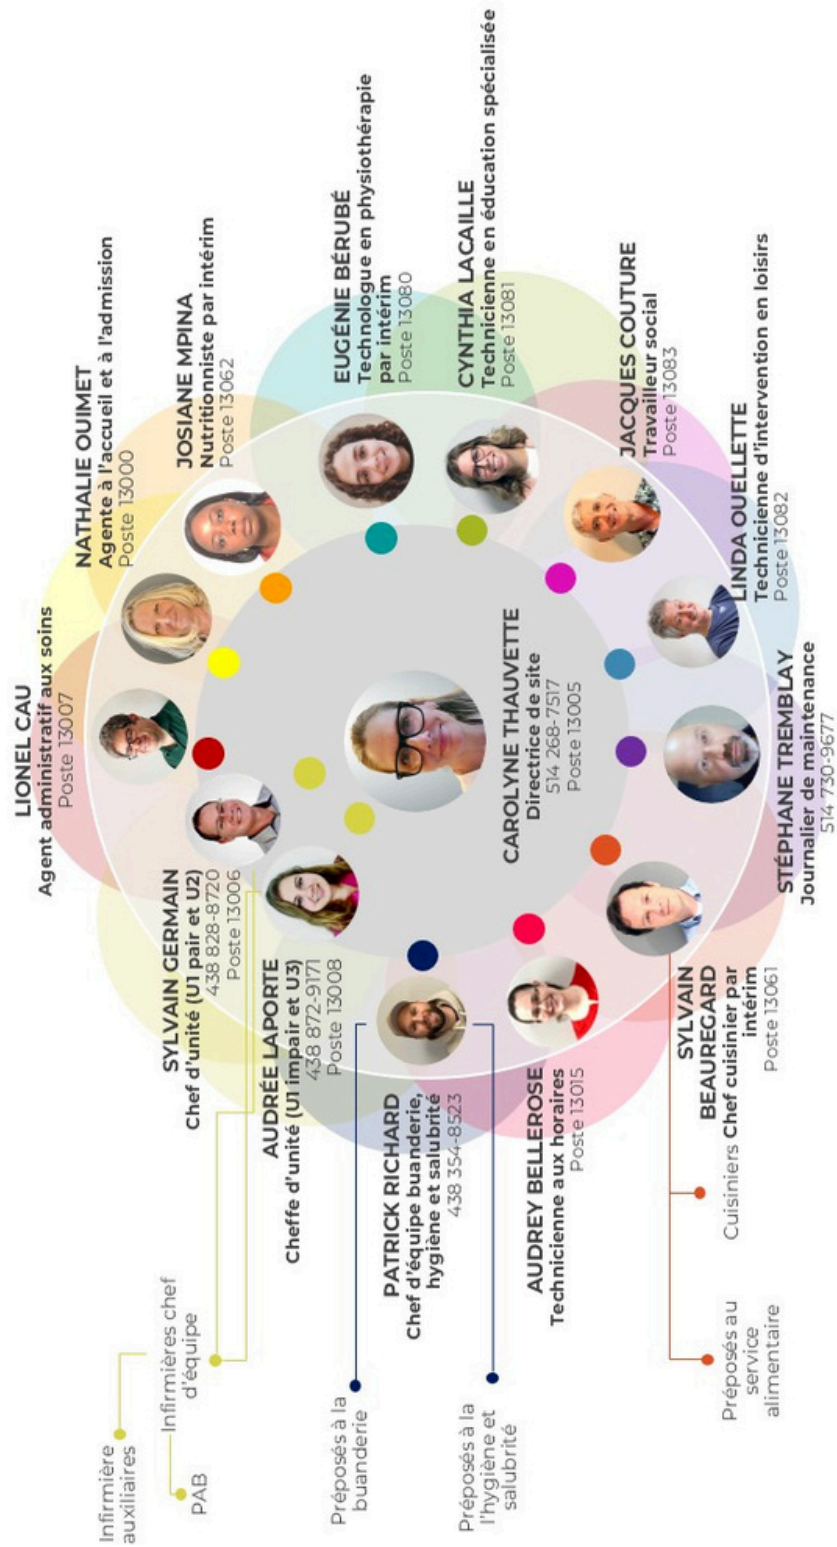 LIONEL CAU
Agent administratif aux soins
Poste 13007
NATHALIE OUIMET
Agente à l'accueil et à l'admission
Poste 13000
JOSIANE MPINA
Nutritionniste par intérim
Poste 13062
EUGÉNIE BÉRUBÉ
Technologue en physiothérapie
par intérim
Poste 13080
CYNTHIA LACAILLE
Technicienne en éducation spécialisée
Poste 13081
JACQUES COUTURE
Travailleur social
Poste 13083
LINDA OUELLETTE
Technicienne d'intervention en loisirs
Poste 13082
STÉPHANE TREMBLAY
Journalier de maintenance
514 730-9677
SYLVAIN
BEAUREGARD
Chef cuisinier par
intérim
Poste 13061
Cuisiniers
Préposés au
service
alimentaire
AUDREY BELLEROSE
Technicienne aux horaires
Poste 13015
PATRICK RICHARD
Chef d'équipe buanderie,
hygiène et salubrité
438 354-8523
Préposés à la
buanderie
Préposés à la
l'hygiène et
salubrité
AUDRÉE LAPORTE
Cheffe d'unité (U1 impair et U3)
438 872-9171
Poste 13008
SYLVAIN GERMAIN
Chef d'unité (U1 pair et U2)
438 828-8720
Poste 13006
Infirmières chef
d'équipe
Infirmière
auxiliaires
PAB
CAROLYNE THAUVETTE
Directrice de site
514 268-7517
Poste 13005